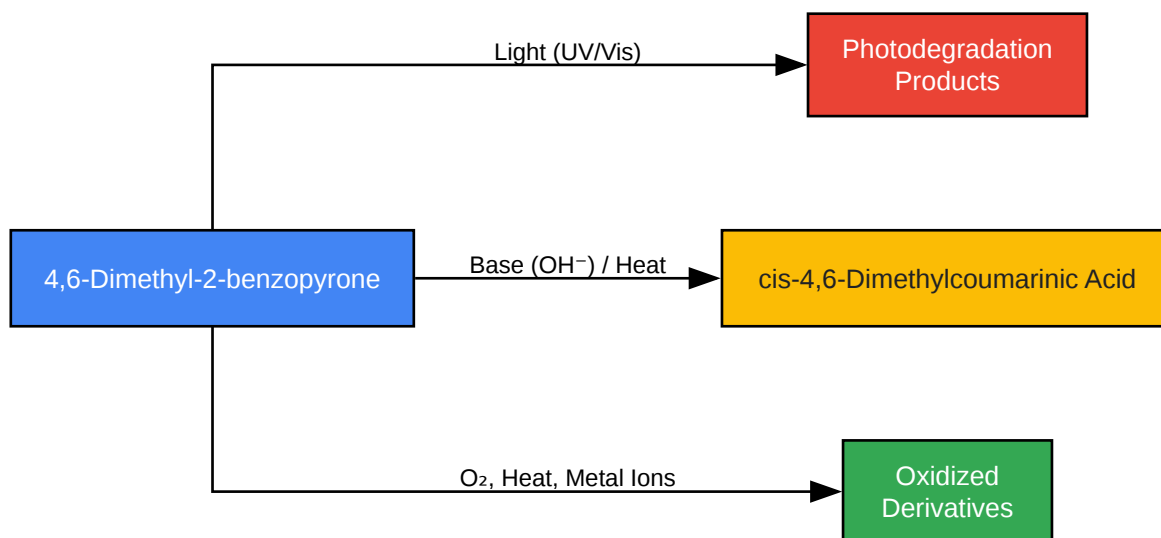 Light (UV/Vis)
Photodegradation
Products
4,6-Dimethyl-2-benzopyrone
Base (OH⁻) / Heat
cis-4,6-Dimethylcoumarinic Acid
O₂, Heat, Metal Ions
Oxidized
Derivatives